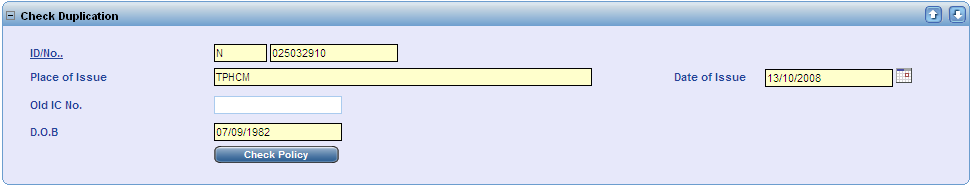 Check Duplication
ID/No.. N 025032910
Place of Issue TPHCM Date of Issue 13/10/2008
Old IC No.
D.O.B 07/09/1982
Check Policy